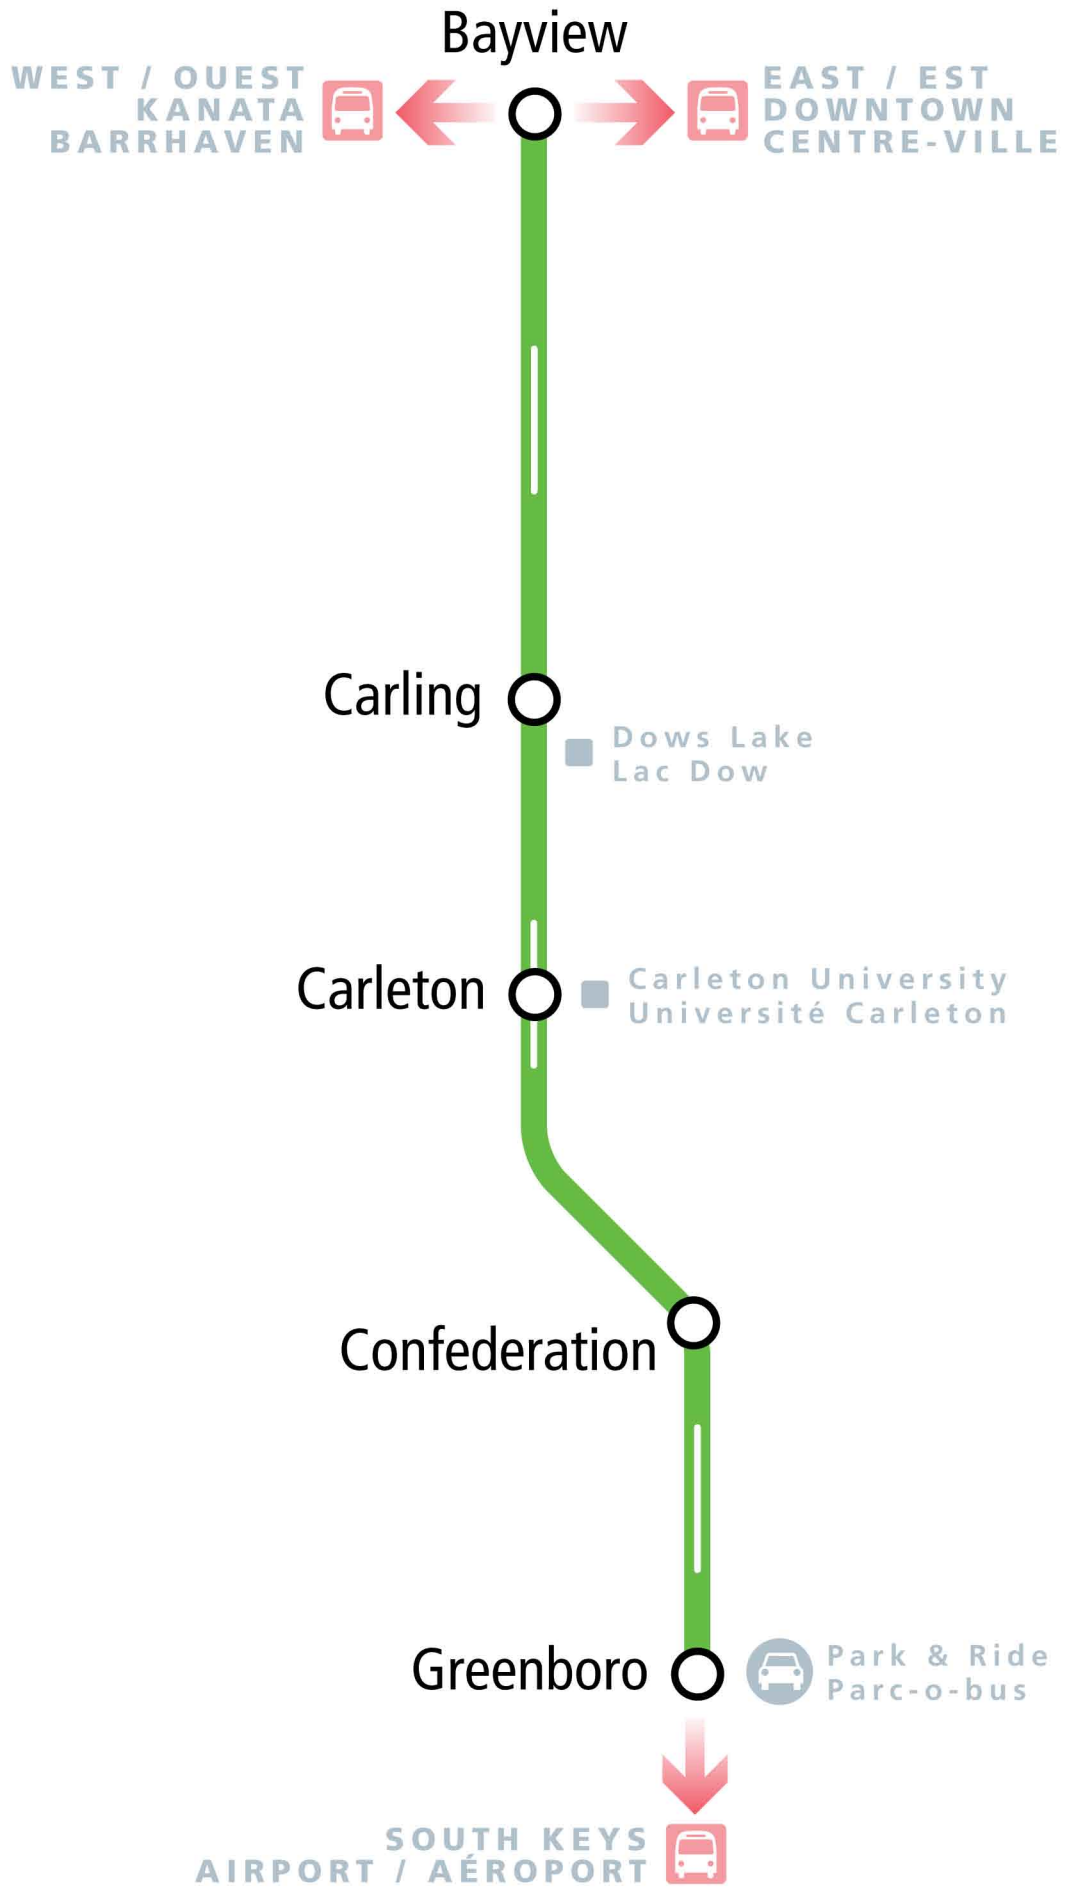 Bayview
WEST / OUEST
KANATA
BARRHAVEN
EAST / EST
DOWNTOWN
CENTRE-VILLE
Carling
Dows Lake
Lac Dow
Carleton
Carleton University
Université Carleton
Confederation
Greenboro
Park & Ride
Parc-o-bus
SOUTH KEYS
AIRPORT / AÉROPORT